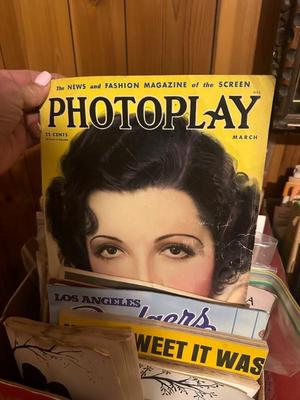 The NEWS and FASHION MAGAZINE of the SCREEN
PHOTOPLAY
25 CENTS
MARCH
LOS ANGELES
Dodgers
WEET IT WAS